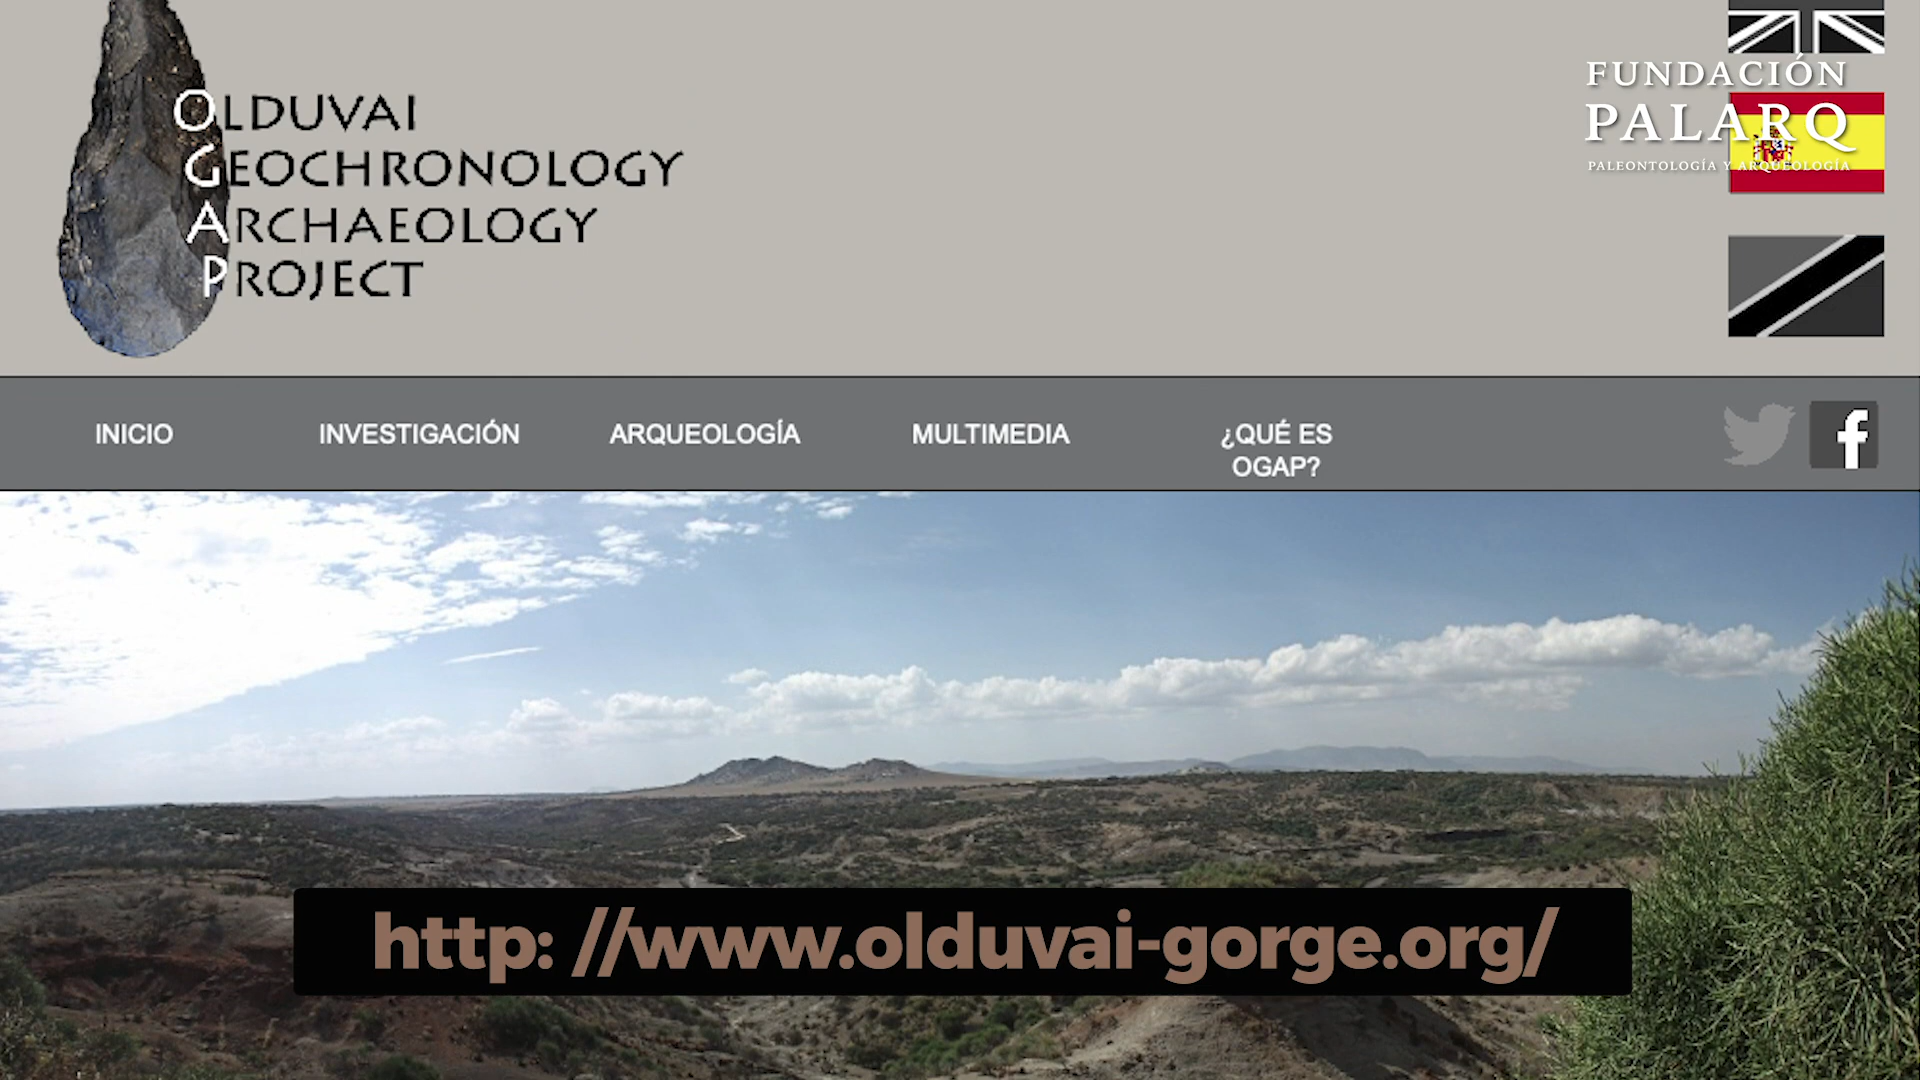 OLDUVAI
GEOCHRONOLOGY
ARCHAEOLOGY
PROJECT
FUNDACIÓN
PALARQ
PALEONTOLOGÍA Y ARQUEOLOGÍA
INICIO
INVESTIGACIÓN
ARQUEOLOGÍA
MULTIMEDIA
¿QUÉ ES
OGAP?
f
http: //www.olduvai-gorge.org/